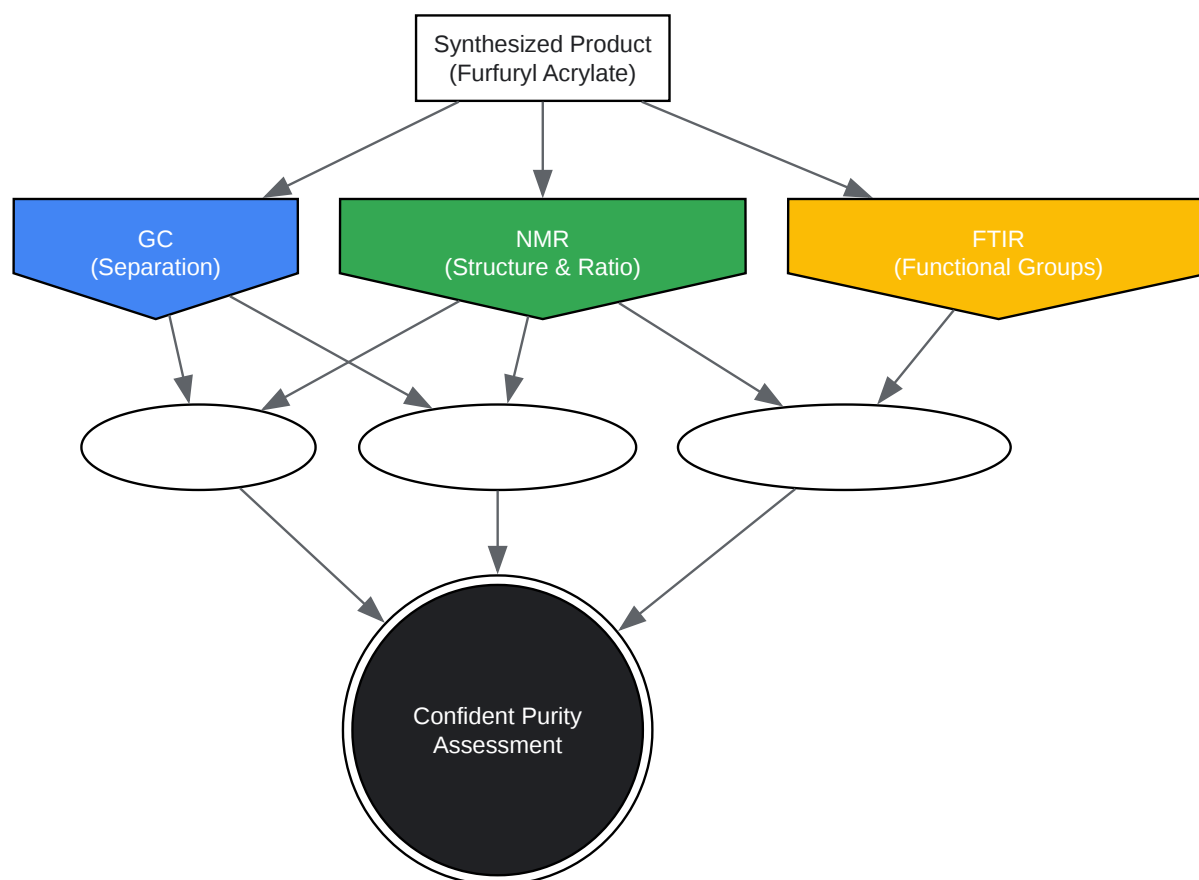 Synthesized Product
(Furfuryl Acrylate)
GC
(Separation)
NMR
(Structure & Ratio)
FTIR
(Functional Groups)
Confident Purity
Assessment